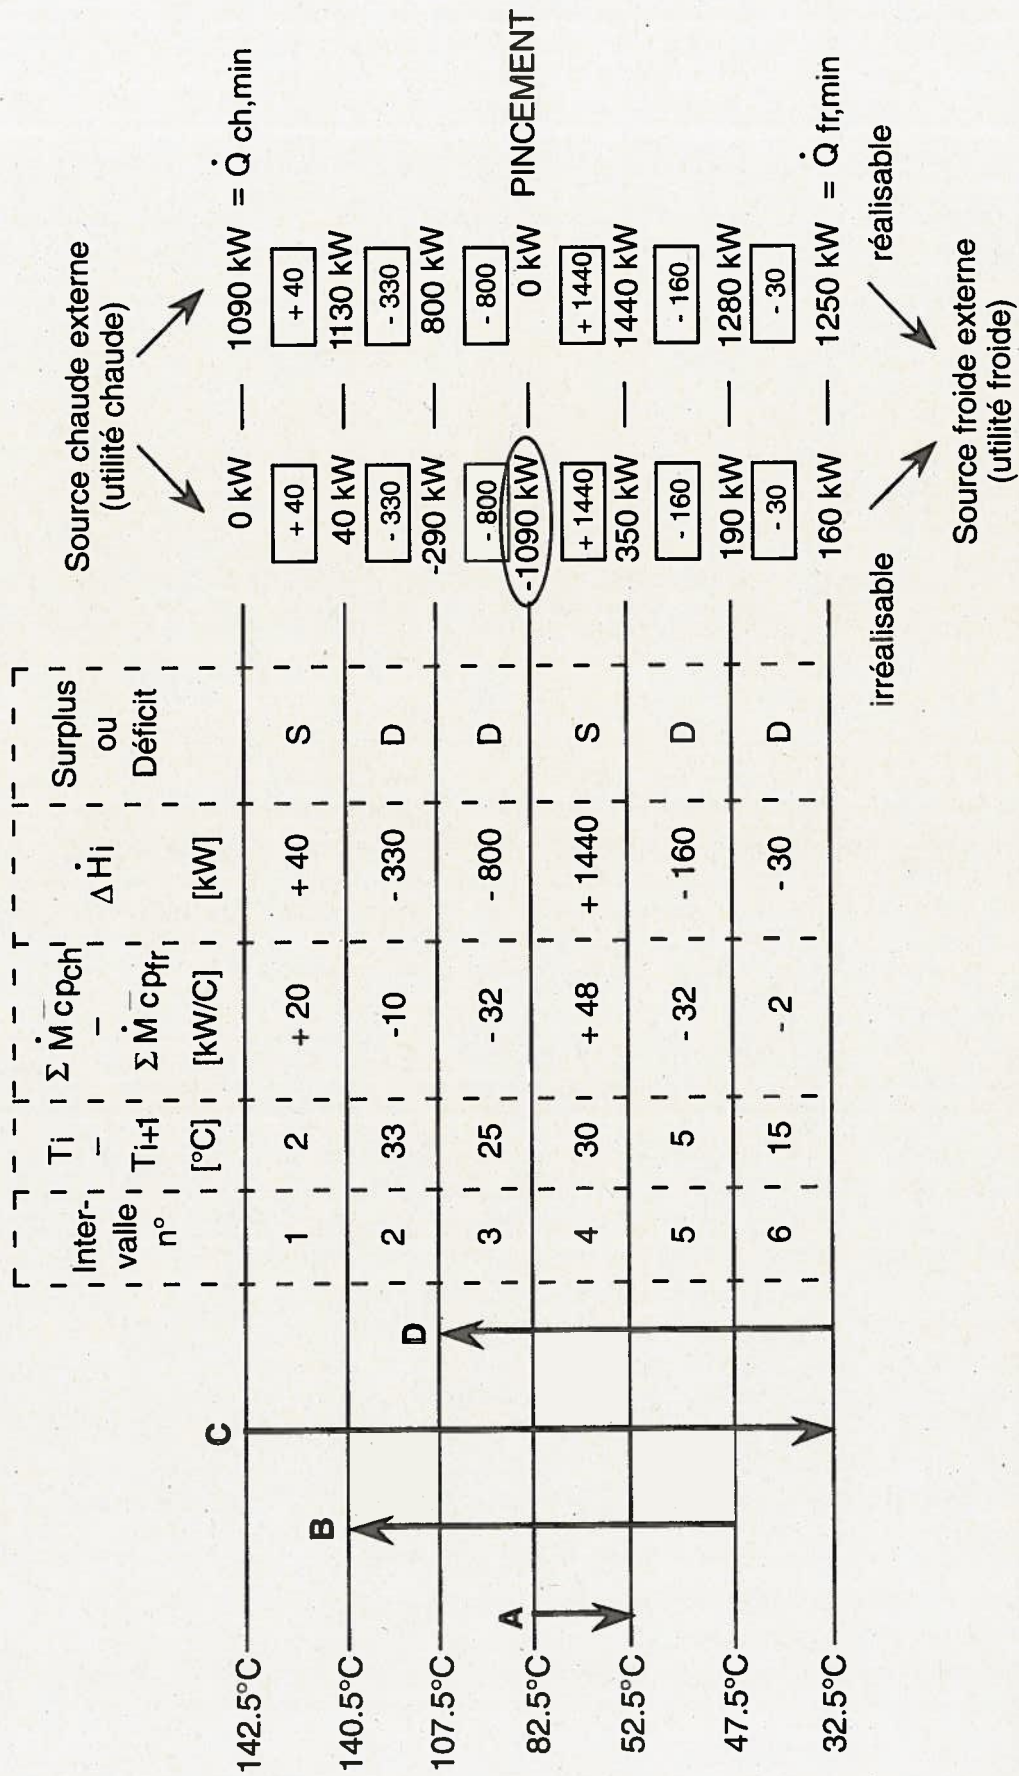 Source chaude externe
(utilité chaude)
Inter-
valle
n°
Ti
–
Ti+1
[°C]
Σ Ṁ c̄pch
–
Σ Ṁ c̄pfr
[kW/C]
Δ Ḣi
[kW]
Surplus
ou
Déficit
A
B
C
D
142.5°C 0 kW — 1090 kW = Q̇ ch,min
1 2 + 20 + 40 S + 40 + 40
140.5°C 40 kW — 1130 kW
2 33 -10 - 330 D - 330 - 330
107.5°C -290 kW — 800 kW
3 25 - 32 - 800 D - 800 - 800
82.5°C -1090 kW — 0 kW PINCEMENT
4 30 + 48 + 1440 S + 1440 + 1440
52.5°C 350 kW — 1440 kW
5 5 - 32 - 160 D - 160 - 160
47.5°C 190 kW — 1280 kW
6 15 - 2 - 30 D - 30 - 30
32.5°C 160 kW — 1250 kW = Q̇ fr,min
irréalisable
réalisable
Source froide externe
(utilité froide)